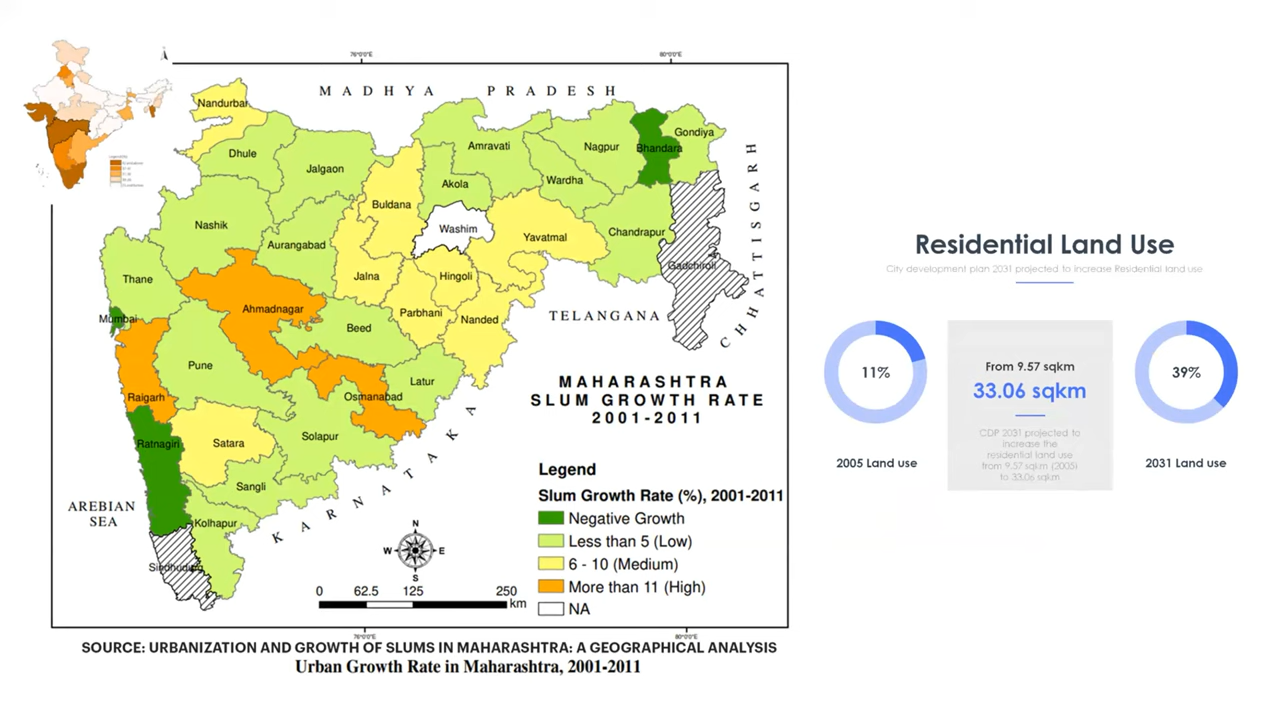 76°0'0"E
80°0'0"E
MADHYA PRADESH
Nandurbar
Dhule
Jalgaon
Amravati
Nagpur
Bhandara
Gondiya
Akola
Wardha
Buldana
Nashik
Washim
Yavatmal
Chandrapur
Aurangabad
Gadchiroli
CHHATTISGARH
Thane
Jalna
Hingoli
Ahmadnagar
Parbhani
Nanded
TELANGANA
Mumbai
Beed
Pune
Latur
Raigarh
Osmanabad
MAHARASHTRA
SLUM GROWTH RATE
2001-2011
Ratnagiri
Satara
Solapur
KARNATAKA
Sangli
AREBIAN
SEA
Kolhapur
Sindhudurg
N
W E
S
0 62.5 125 250
km
Legend
Slum Growth Rate (%), 2001-2011
Negative Growth
Less than 5 (Low)
6 - 10 (Medium)
More than 11 (High)
NA
76°0'0"E
80°0'0"E
SOURCE: URBANIZATION AND GROWTH OF SLUMS IN MAHARASHTRA: A GEOGRAPHICAL ANALYSIS
Urban Growth Rate in Maharashtra, 2001-2011
Residential Land Use
City development plan 2031 projected to increase Residential land use
11%
2005 Land use
From 9.57 sqkm
33.06 sqkm
CDP 2031 projected to
increase the
residential land use
from 9.57 sqkm (2005)
to 33.06 sqkm
39%
2031 Land use